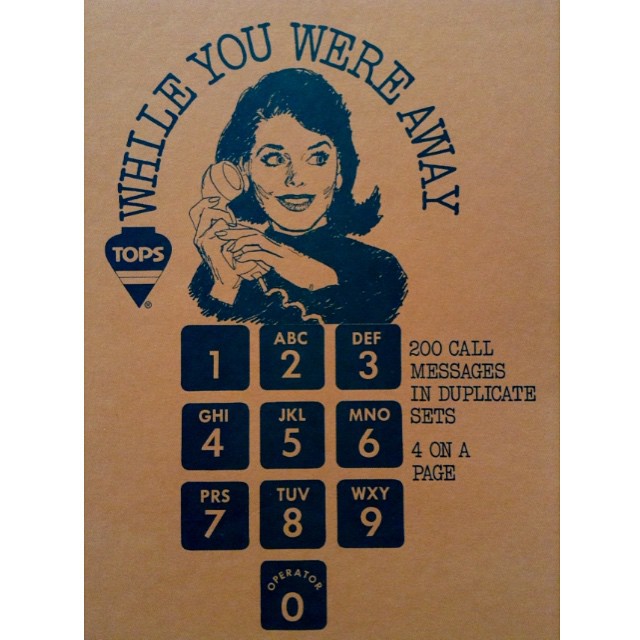 WHILE YOU WERE AWAY
TOPS
®
1
ABC
2
DEF
3
200 CALL
MESSAGES
IN DUPLICATE
SETS
4 ON A
PAGE
GHI
4
JKL
5
MNO
6
PRS
7
TUV
8
WXY
9
OPERATOR
0